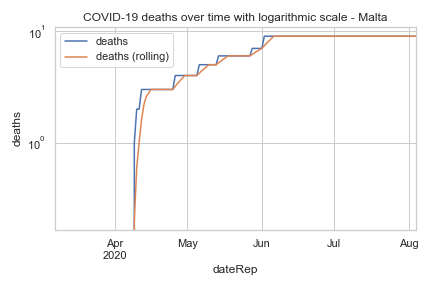 COVID-19 deaths over time with logarithmic scale - Malta
10¹
deaths
deaths (rolling)
deaths
10⁰
Apr
2020
May
Jun
Jul
Aug
dateRep